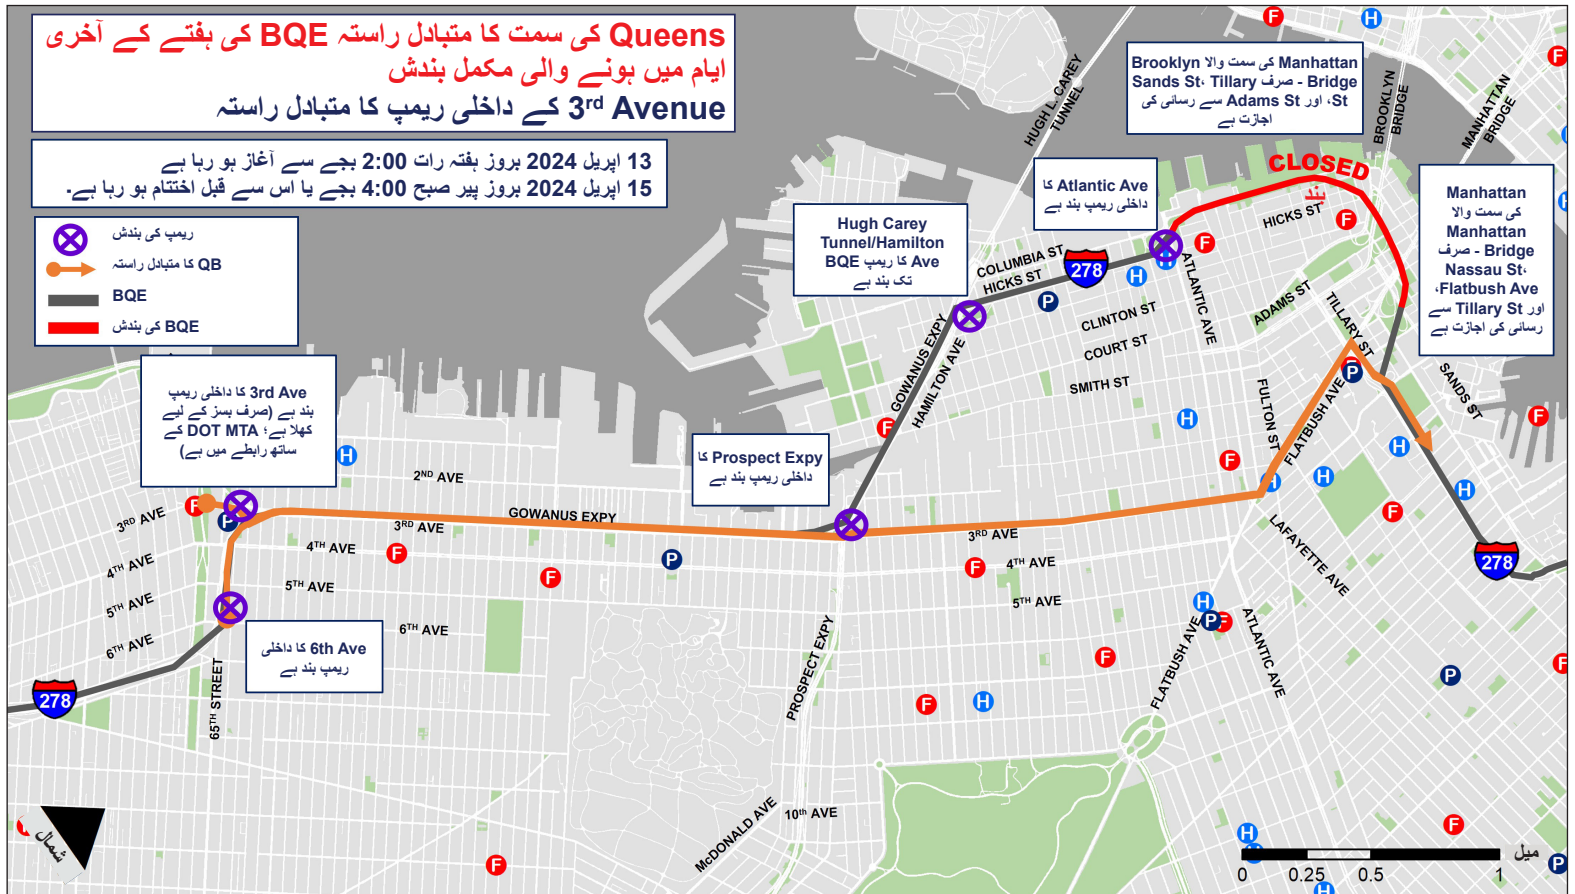 Queens کی سمت کا متبادل راستہ BQE کی ہفتے کے آخری
ایام میں ہونے والی مکمل بندش
3rd Avenue کے داخلی ریمپ کا متبادل راستہ
13 اپریل 2024 بروز ہفتہ رات 2:00 بجے سے آغاز ہو رہا ہے
15 اپریل 2024 بروز پیر صبح 4:00 بجے یا اس سے قبل اختتام ہو رہا ہے۔
ریمپ کی بندش
QB کا متبادل راستہ
BQE
BQE کی بندش
Manhattan کی سمت والا Brooklyn
Bridge - صرف Sands St، Tillary
St، اور Adams St سے رسائی کی
اجازت ہے
Manhattan
کی سمت والا
Manhattan
Bridge - صرف
Nassau St،
Flatbush Ave،
اور Tillary St سے
رسائی کی اجازت ہے
Atlantic Ave کا
داخلی ریمپ بند ہے
Hugh Carey
Tunnel/Hamilton
Ave کا ریمپ BQE
تک بند ہے
Prospect Expy کا
داخلی ریمپ بند ہے
3rd Ave کا داخلی ریمپ
بند ہے (صرف بسز کے لیے
کھلا ہے؛ DOT MTA کے
ساتھ رابطے میں ہے)
6th Ave کا داخلی
ریمپ بند ہے
HUGH L. CAREY
TUNNEL
BROOKLYN
BRIDGE
MANHATTAN
BRIDGE
CLOSED
بند
HICKS ST
COLUMBIA ST
HICKS ST
278
CLINTON ST
COURT ST
SMITH ST
ATLANTIC AVE
ADAMS ST
TILLARY ST
SANDS ST
FULTON ST
FLATBUSH AVE
GOWANUS EXPY
HAMILTON AVE
2ND AVE
GOWANUS EXPY
3RD AVE
3RD AVE
3RD AVE
4TH AVE
4TH AVE
4TH AVE
5TH AVE
5TH AVE
5TH AVE
6TH AVE
6TH AVE
LAFAYETTE AVE
278
ATLANTIC AVE
FLATBUSH AVE
PROSPECT EXPY
65TH STREET
278
McDONALD AVE
10th AVE
شمال
میل
0 0.25 0.5 1